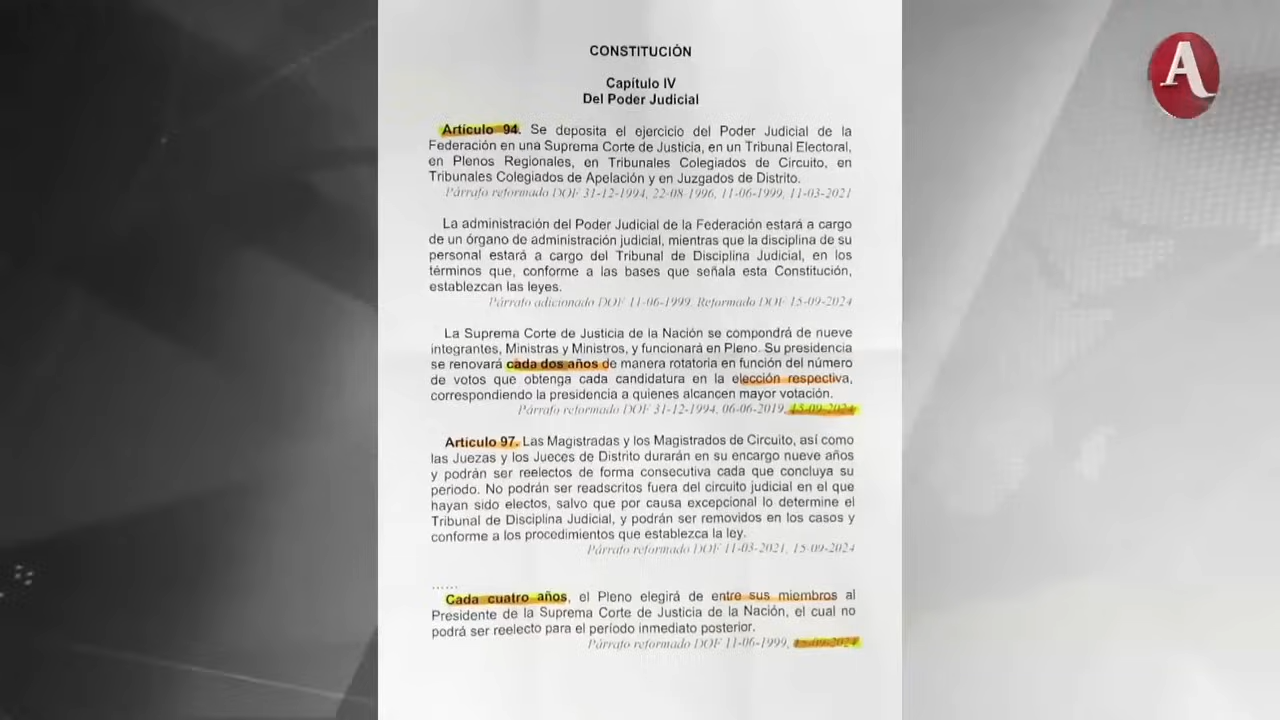 A
CONSTITUCIÓN
Capítulo IV
Del Poder Judicial
Artículo 94. Se deposita el ejercicio del Poder Judicial de la
Federación en una Suprema Corte de Justicia, en un Tribunal Electoral,
en Plenos Regionales, en Tribunales Colegiados de Circuito, en
Tribunales Colegiados de Apelación y en Juzgados de Distrito.
Párrafo reformado DOF 31-12-1994, 22-08-1996, 11-06-1999, 11-03-2021
La administración del Poder Judicial de la Federación estará a cargo
de un órgano de administración judicial, mientras que la disciplina de su
personal estará a cargo del Tribunal de Disciplina Judicial, en los
términos que, conforme a las bases que señala esta Constitución,
establezcan las leyes.
Párrafo adicionado DOF 11-06-1999. Reformado DOF 15-09-2024
La Suprema Corte de Justicia de la Nación se compondrá de nueve
integrantes, Ministras y Ministros, y funcionará en Pleno. Su presidencia
se renovará cada dos años de manera rotatoria en función del número
de votos que obtenga cada candidatura en la elección respectiva,
correspondiendo la presidencia a quienes alcancen mayor votación.
Párrafo reformado DOF 31-12-1994, 06-06-2019, 15-09-2024
Artículo 97. Las Magistradas y los Magistrados de Circuito, así como
las Juezas y los Jueces de Distrito durarán en su encargo nueve años
y podrán ser reelectos de forma consecutiva cada que concluya su
periodo. No podrán ser readscritos fuera del circuito judicial en el que
hayan sido electos, salvo que por causa excepcional lo determine el
Tribunal de Disciplina Judicial, y podrán ser removidos en los casos y
conforme a los procedimientos que establezca la ley.
Párrafo reformado DOF 11-03-2021, 15-09-2024
......
Cada cuatro años, el Pleno elegirá de entre sus miembros al
Presidente de la Suprema Corte de Justicia de la Nación, el cual no
podrá ser reelecto para el período inmediato posterior.
Párrafo reformado DOF 11-06-1999, 15-09-2024